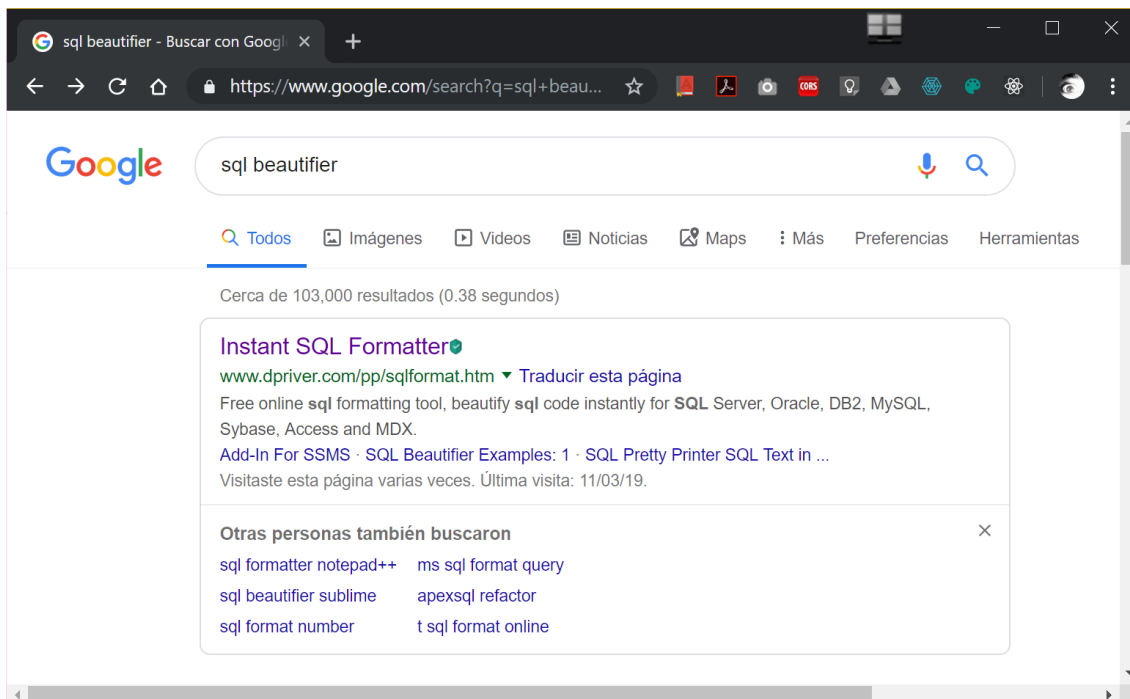 sql beautifier - Buscar con Googl
https://www.google.com/search?q=sql+beau...
CORS
Google
sql beautifier
Todos Imágenes Videos Noticias Maps Más Preferencias Herramientas
Cerca de 103,000 resultados (0.38 segundos)
Instant SQL Formatter
www.dpriver.com/pp/sqlformat.htm Traducir esta página
Free online sql formatting tool, beautify sql code instantly for SQL Server, Oracle, DB2, MySQL,
Sybase, Access and MDX.
Add-In For SSMS · SQL Beautifier Examples: 1 · SQL Pretty Printer SQL Text in ...
Visitaste esta página varias veces. Última visita: 11/03/19.
Otras personas también buscaron
sql formatter notepad++ ms sql format query
sql beautifier sublime apexsql refactor
sql format number t sql format online